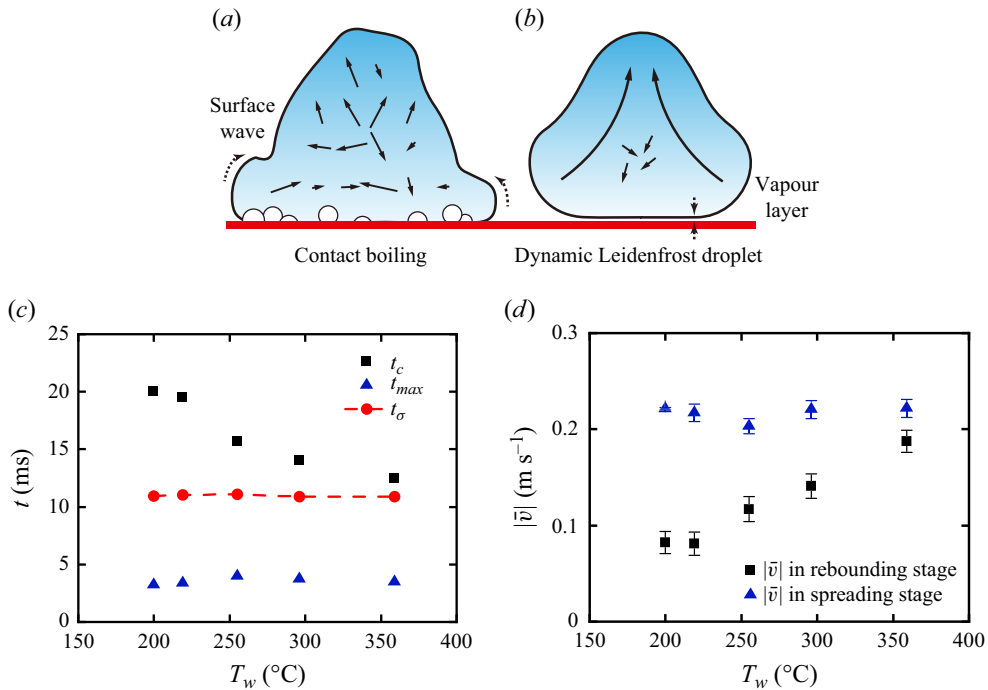 (a)
(b)
Surface
wave
Vapour
layer
Contact boiling
Dynamic Leidenfrost droplet
(c)
(d)
25
20
15
10
5
0
t (ms)
t_c
t_max
t_σ
150
200
250
300
350
400
T_w (°C)
0.3
0.2
0.1
0
|v̄| (m s⁻¹)
|v̄| in rebounding stage
|v̄| in spreading stage
150
200
250
300
350
400
T_w (°C)